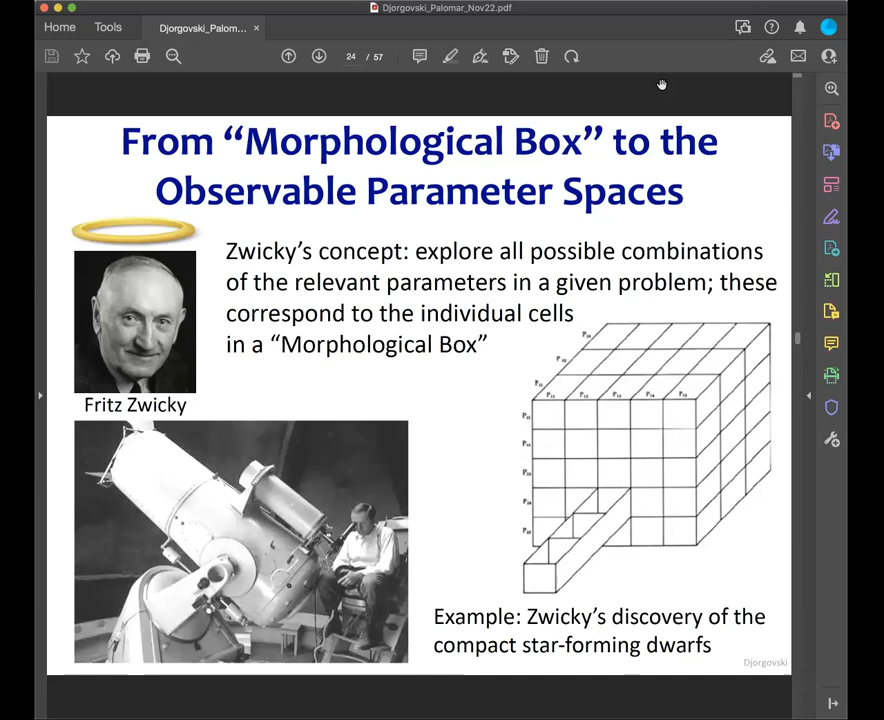 Djorgovski_Palomar_Nov22.pdf
Home
Tools
Djorgovski_Palom...
24 / 57
From “Morphological Box” to the
Observable Parameter Spaces
Zwicky’s concept: explore all possible combinations
of the relevant parameters in a given problem; these
correspond to the individual cells
in a “Morphological Box”
Fritz Zwicky
Example: Zwicky’s discovery of the
compact star-forming dwarfs
Djorgovski